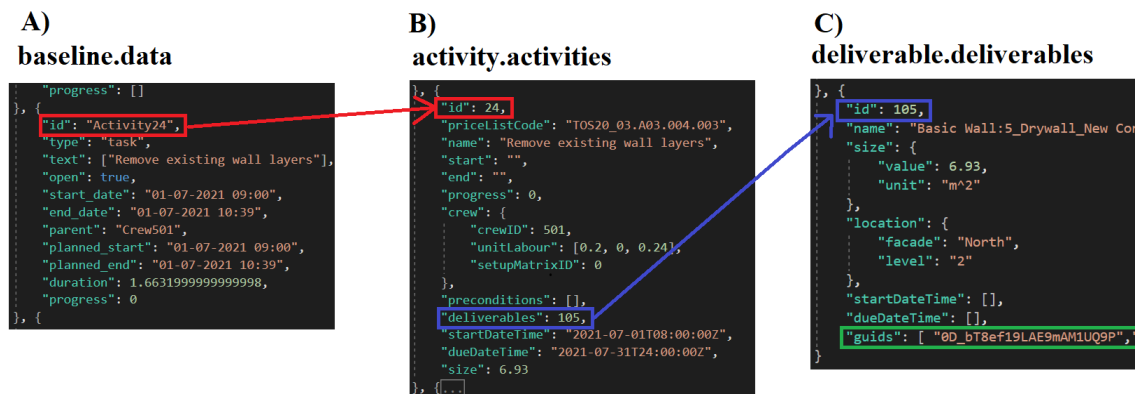 A)
baseline.data
"progress": []
}, {
"id": "Activity24",
"type": "task",
"text": ["Remove existing wall layers"],
"open": true,
"start_date": "01-07-2021 09:00",
"end_date": "01-07-2021 10:39",
"parent": "Crew501",
"planned_start": "01-07-2021 09:00",
"planned_end": "01-07-2021 10:39",
"duration": 1.6631999999999998,
"progress": 0
}, {
B)
activity.activities
}, {
"id": 24,
"priceListCode": "TOS20_03.A03.004.003",
"name": "Remove existing wall layers",
"start": "",
"end": "",
"progress": 0,
"crew": {
"crewID": 501,
"unitLabour": [0.2, 0, 0.24],
"setupMatrixID": 0
},
"preconditions": [],
"deliverables": 105,
"startDateTime": "2021-07-01T08:00:00Z",
"dueDateTime": "2021-07-31T24:00:00Z",
"size": 6.93
}, {...
C)
deliverable.deliverables
}, {
"id": 105,
"name": "Basic Wall:5_Drywall_New Con
"size": {
"value": 6.93,
"unit": "m^2"
},
"location": {
"facade": "North",
"level": "2"
},
"startDateTime": [],
"dueDateTime": [],
"guids": [ "0D_bT8ef19LAE9mAM1UQ9P","
}